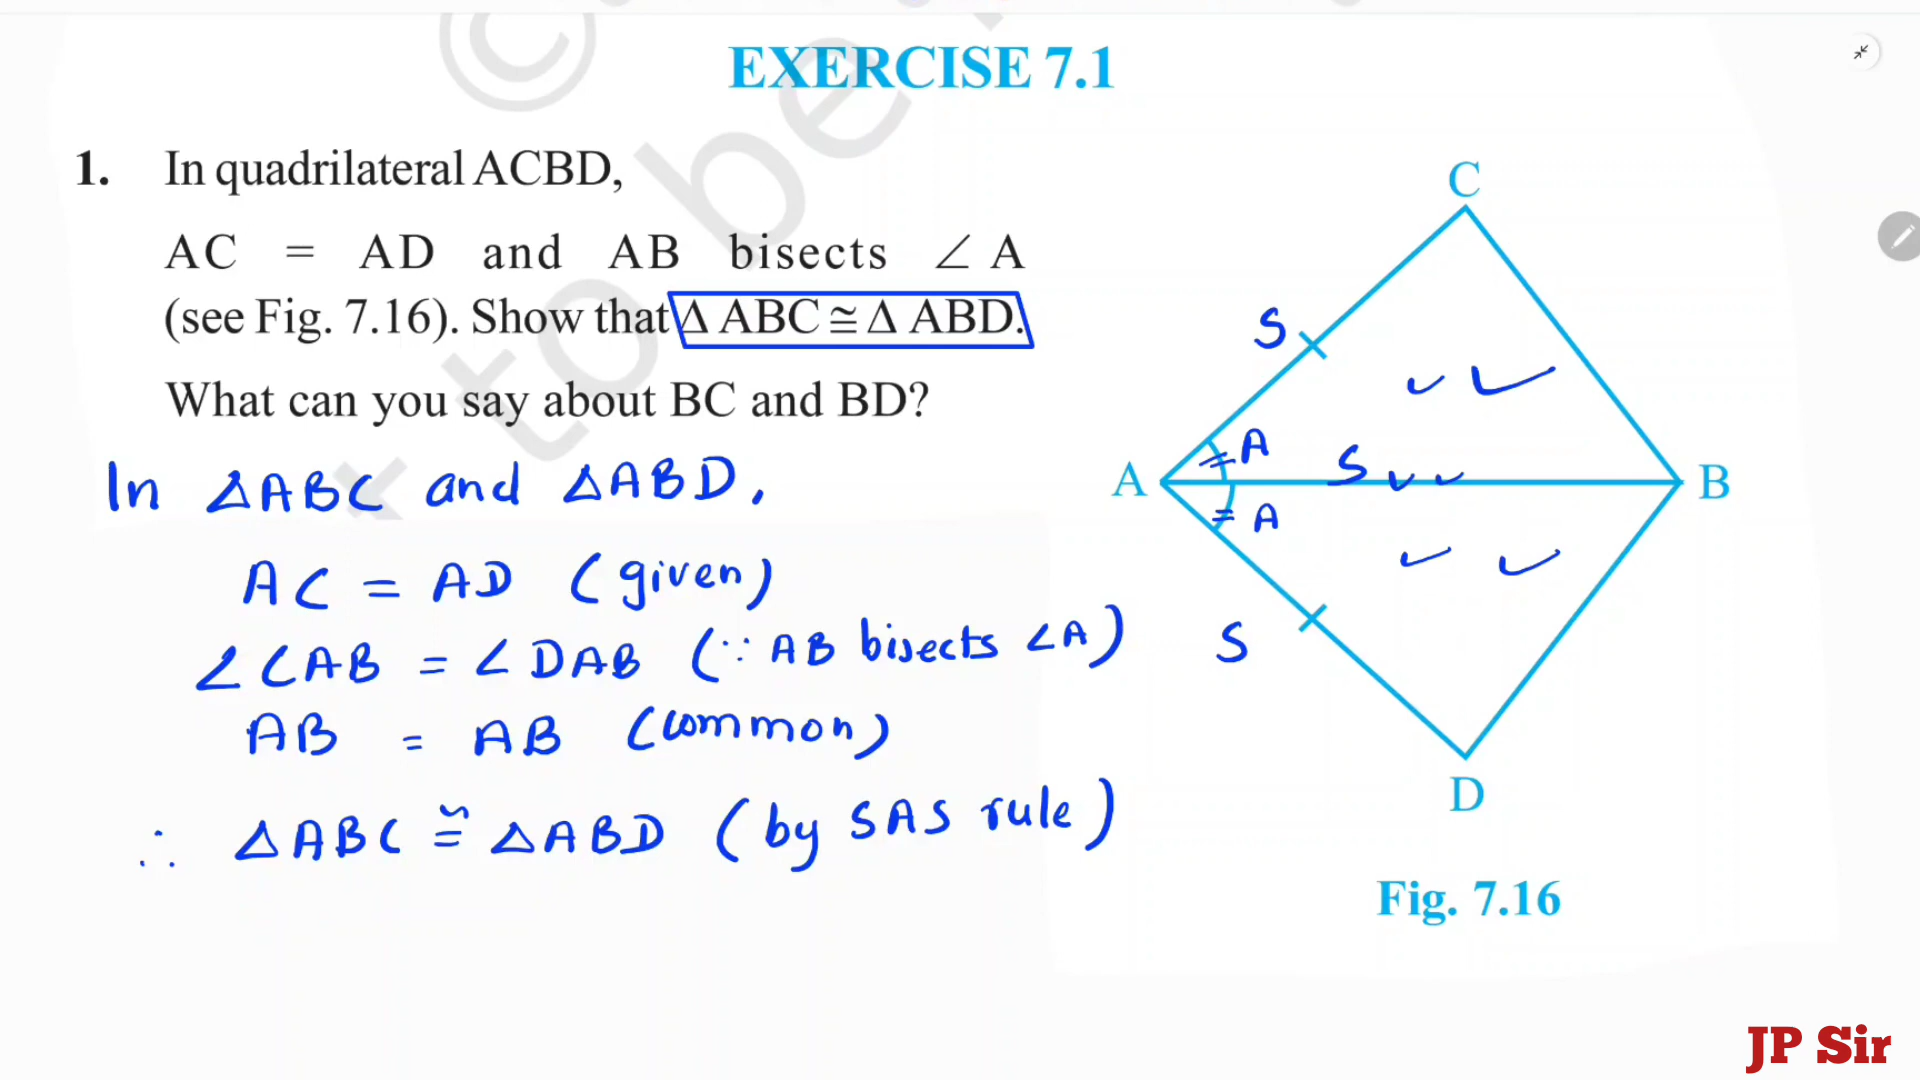 EXERCISE 7.1
1. In quadrilateral ACBD,
AC = AD and AB bisects ∠ A
(see Fig. 7.16). Show that Δ ABC ≅ Δ ABD.
What can you say about BC and BD?
In ΔABC and ΔABD,
AC = AD (given)
∠CAB = ∠DAB (∵ AB bisects ∠A)
AB = AB (common)
∴ ΔABC ≅ ΔABD (by SAS rule)
C
S
A
A
S
B
A
S
D
Fig. 7.16
JP Sir
to be
©